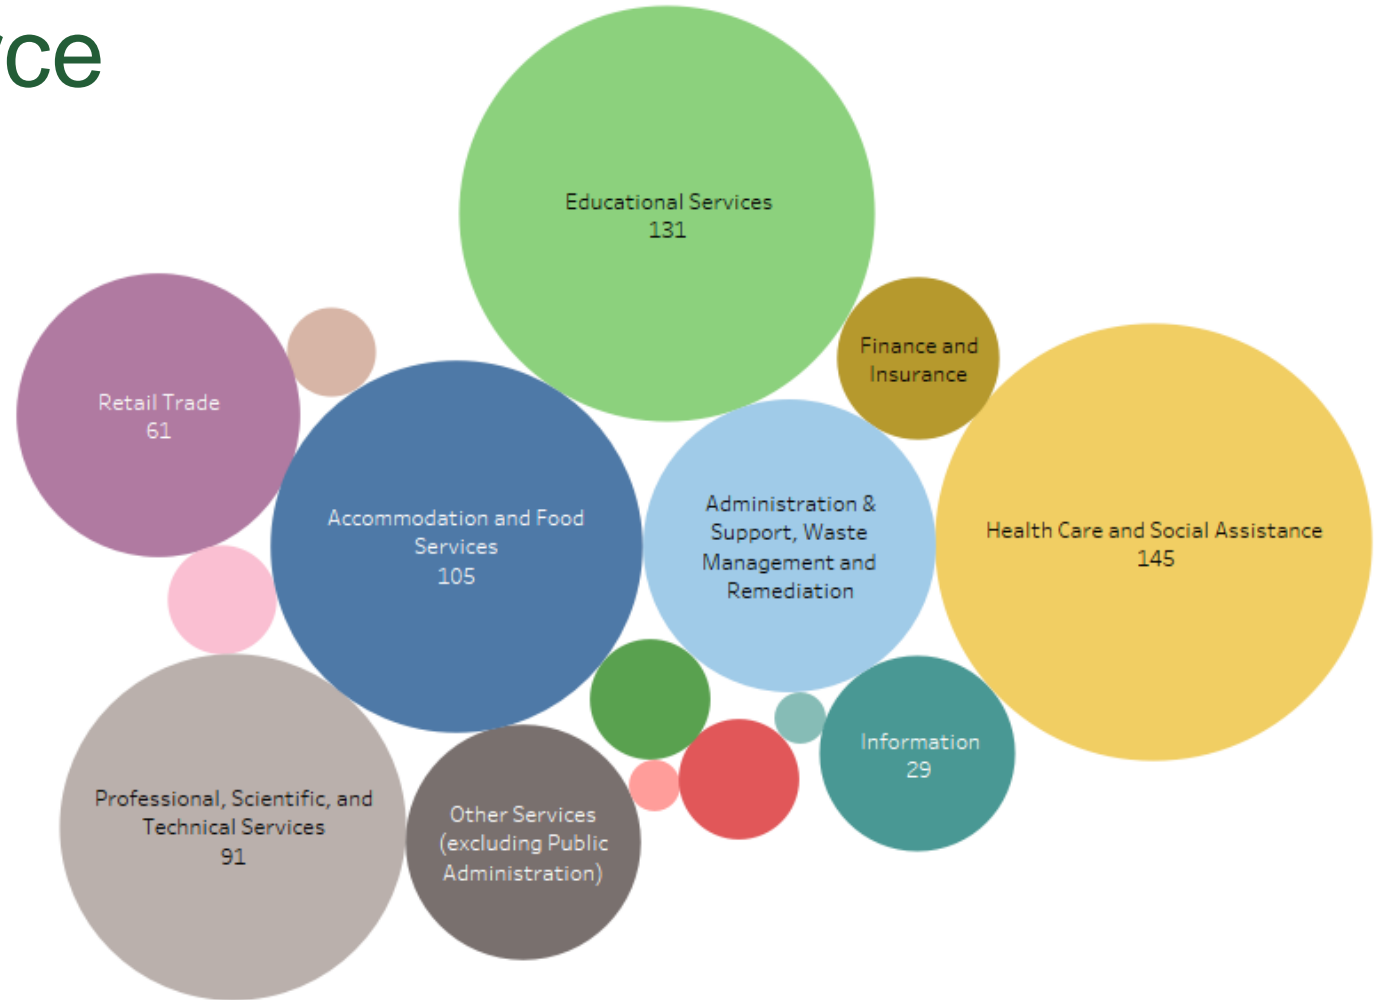 rce
Educational Services
131
Finance and
Insurance
Retail Trade
61
Accommodation and Food
Services
105
Administration &
Support, Waste
Management and
Remediation
Health Care and Social Assistance
145
Information
29
Professional, Scientific, and
Technical Services
91
Other Services
(excluding Public
Administration)